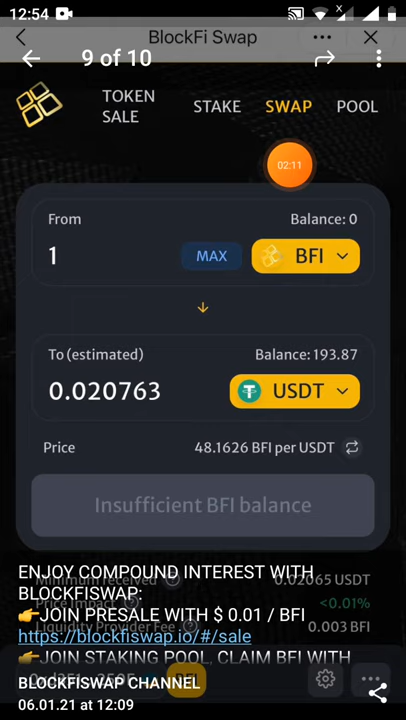 12:54
BlockFi Swap
9 of 10
TOKEN SALE
STAKE
SWAP
POOL
02:11
From
Balance: 0
1
MAX
BFI
To (estimated)
Balance: 193.87
0.020763
USDT
Price
48.1626 BFI per USDT
Insufficient BFI balance
ENJOY COMPOUND INTEREST WITH
Minimum received
0.02065 USDT
BLOCKFISWAP:
Price Impact
<0.01%
👉JOIN PRESALE WITH $ 0.01 / BFI
Liquidity Provider Fee
0.003 BFI
https://blockfiswap.io/#/sale
👉JOIN STAKING POOL, CLAIM BFI WITH
BLOCKFISWAP CHANNEL
BFI
06.01.21 at 12:09